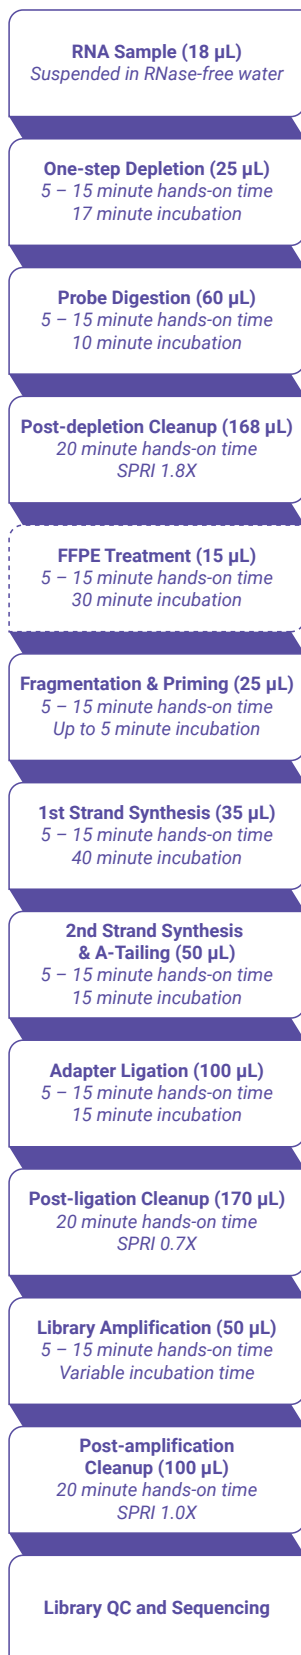 RNA Sample (18 µL)
Suspended in RNase-free water
One-step Depletion (25 µL)
5 – 15 minute hands-on time
17 minute incubation
Probe Digestion (60 µL)
5 – 15 minute hands-on time
10 minute incubation
Post-depletion Cleanup (168 µL)
20 minute hands-on time
SPRI 1.8X
FFPE Treatment (15 µL)
5 – 15 minute hands-on time
30 minute incubation
Fragmentation & Priming (25 µL)
5 – 15 minute hands-on time
Up to 5 minute incubation
1st Strand Synthesis (35 µL)
5 – 15 minute hands-on time
40 minute incubation
2nd Strand Synthesis
& A-Tailing (50 µL)
5 – 15 minute hands-on time
15 minute incubation
Adapter Ligation (100 µL)
5 – 15 minute hands-on time
15 minute incubation
Post-ligation Cleanup (170 µL)
20 minute hands-on time
SPRI 0.7X
Library Amplification (50 µL)
5 – 15 minute hands-on time
Variable incubation time
Post-amplification
Cleanup (100 µL)
20 minute hands-on time
SPRI 1.0X
Library QC and Sequencing